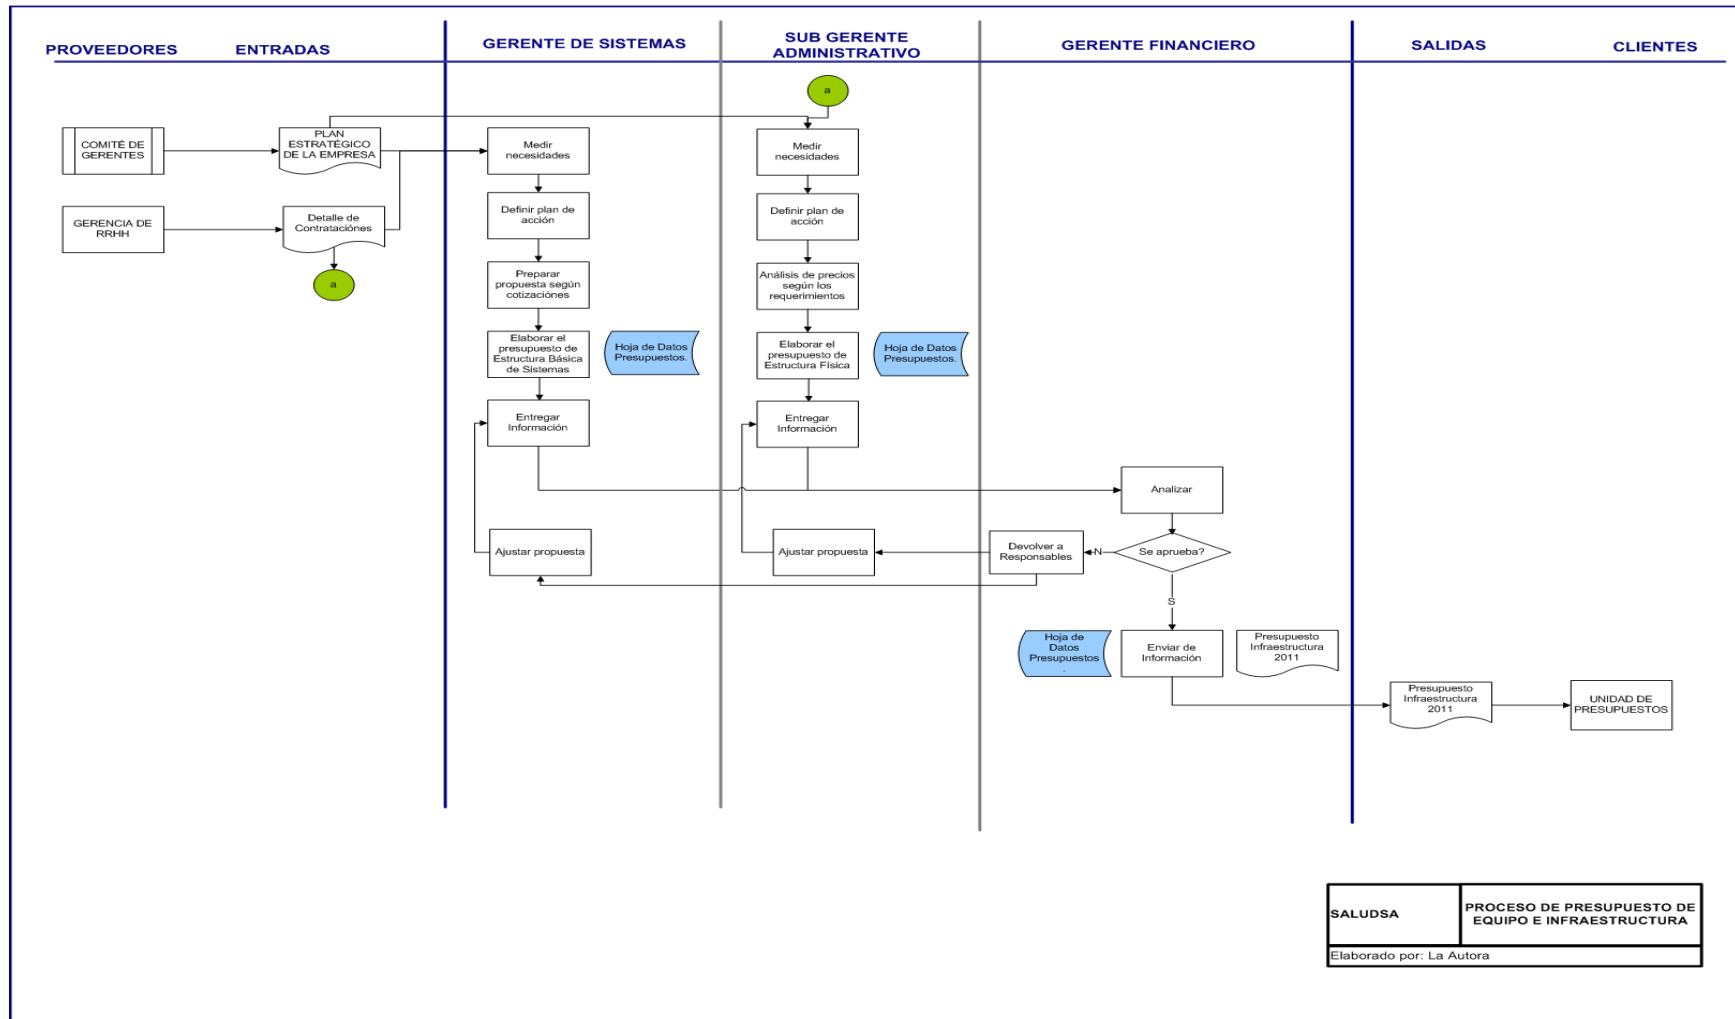 PROVEEDORES
ENTRADAS
GERENTE DE SISTEMAS
SUB GERENTE
ADMINISTRATIVO
GERENTE FINANCIERO
SALIDAS
CLIENTES
a
COMITÉ DE
GERENTES
PLAN
ESTRATÉGICO
DE LA EMPRESA
Medir
necesidades
Medir
necesidades
GERENCIA DE
RRHH
Detalle de
Contrataciónes
Definir plan de
acción
Definir plan de
acción
a
Preparar
propuesta según
cotizaciónes
Análisis de precios
según los
requerimientos
Elaborar el
presupuesto de
Estructura Básica
de Sistemas
Hoja de Datos
Presupuestos.
Elaborar el
presupuesto de
Estructura Física
Hoja de Datos
Presupuestos.
Entregar
Información
Entregar
Información
Analizar
Ajustar propuesta
Ajustar propuesta
Devolver a
Responsables
N
Se aprueba?
S
Hoja de
Datos
Presupuestos
.
Enviar de
Información
Presupuesto
Infraestructura
2011
Presupuesto
Infraestructura
2011
UNIDAD DE
PRESUPUESTOS
SALUDSA
PROCESO DE PRESUPUESTO DE
EQUIPO E INFRAESTRUCTURA
Elaborado por: La Autora